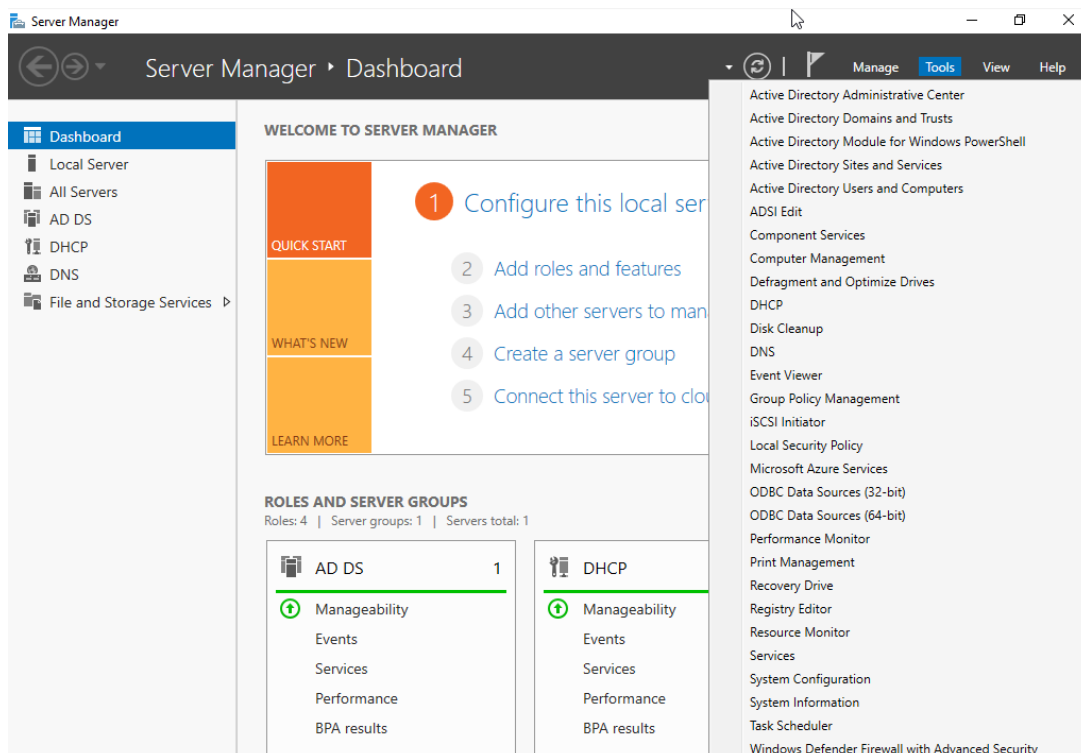 Server Manager
Server Manager ‣ Dashboard
Manage Tools View Help
Dashboard
Local Server
All Servers
AD DS
DHCP
DNS
File and Storage Services
WELCOME TO SERVER MANAGER
QUICK START
WHAT'S NEW
LEARN MORE
1 Configure this local ser
2 Add roles and features
3 Add other servers to man
4 Create a server group
5 Connect this server to clou
ROLES AND SERVER GROUPS
Roles: 4 | Server groups: 1 | Servers total: 1
AD DS 1
Manageability
Events
Services
Performance
BPA results
DHCP
Manageability
Events
Services
Performance
BPA results
Active Directory Administrative Center
Active Directory Domains and Trusts
Active Directory Module for Windows PowerShell
Active Directory Sites and Services
Active Directory Users and Computers
ADSI Edit
Component Services
Computer Management
Defragment and Optimize Drives
DHCP
Disk Cleanup
DNS
Event Viewer
Group Policy Management
iSCSI Initiator
Local Security Policy
Microsoft Azure Services
ODBC Data Sources (32-bit)
ODBC Data Sources (64-bit)
Performance Monitor
Print Management
Recovery Drive
Registry Editor
Resource Monitor
Services
System Configuration
System Information
Task Scheduler
Windows Defender Firewall with Advanced Security